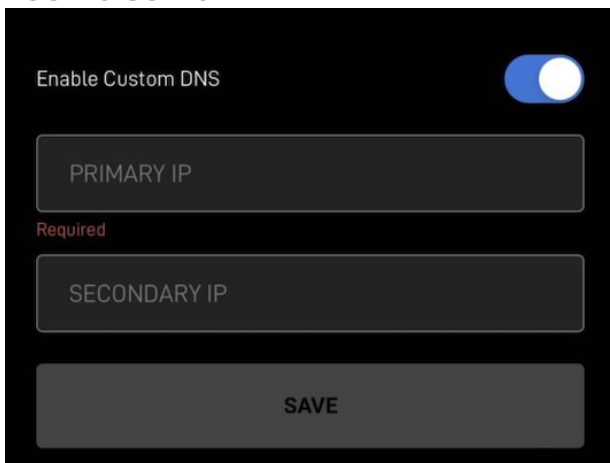 Enable Custom DNS
PRIMARY IP
Required
SECONDARY IP
SAVE